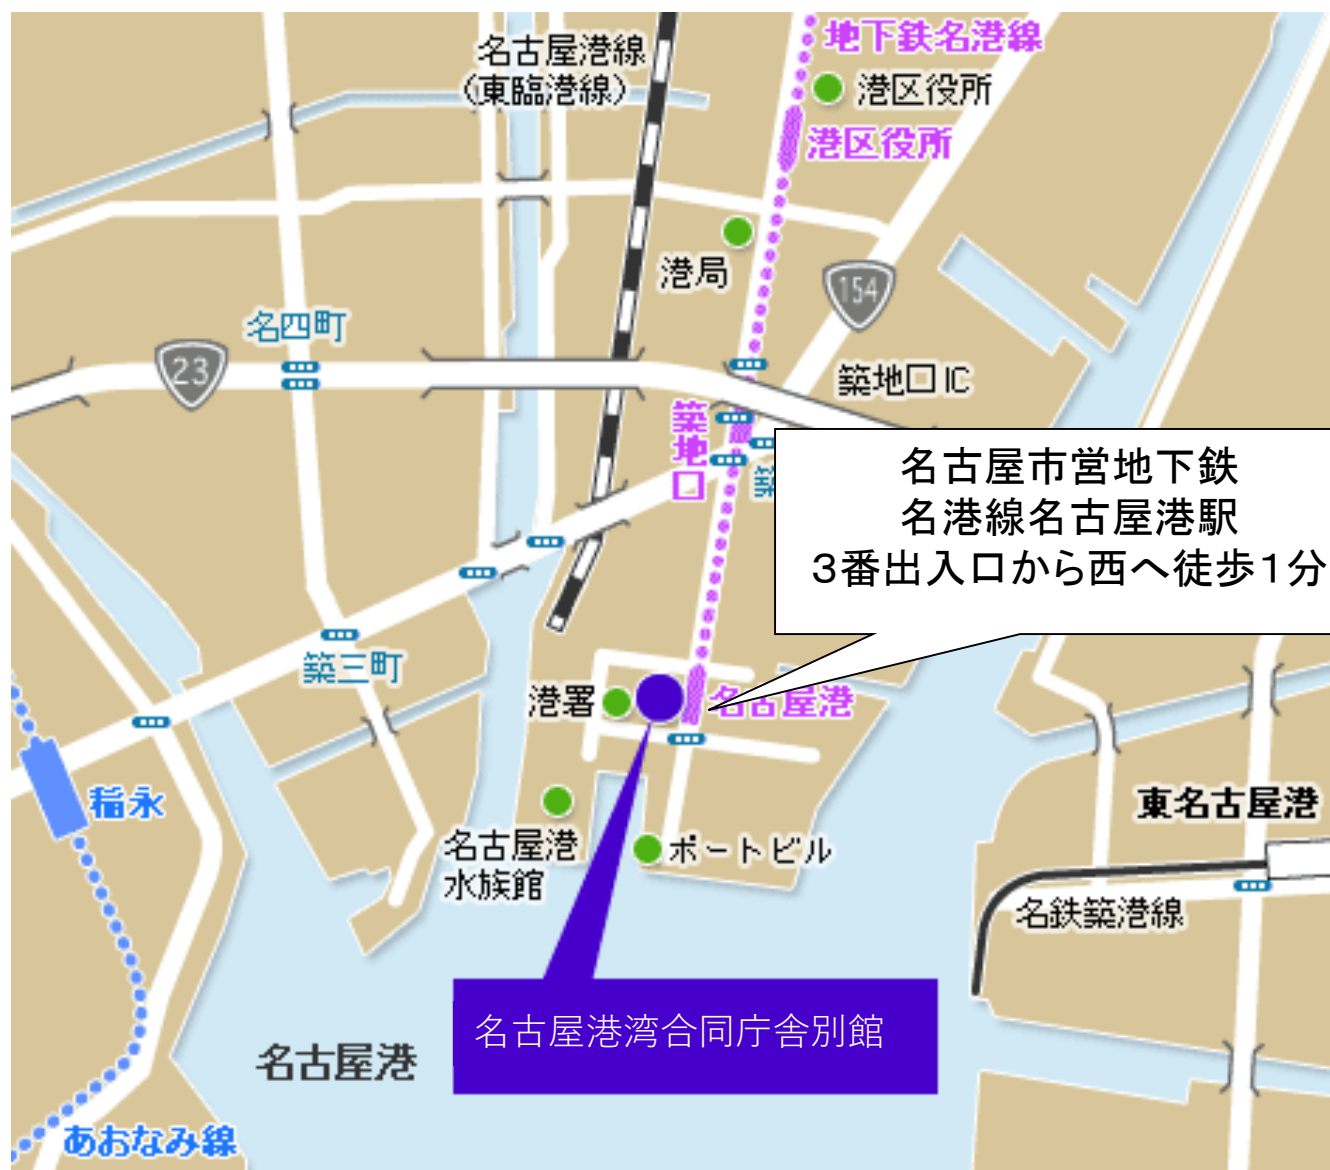 名古屋港線
（東臨港線）
地下鉄名港線
港区役所
港区役所
港局
154
名四町
23
築地口IC
築地口
築
名古屋市営地下鉄
名港線名古屋港駅
３番出入口から西へ徒歩１分
築三町
港署
名古屋港
稲永
東名古屋港
名古屋港
水族館
ポートビル
名鉄築港線
名古屋港湾合同庁舎別館
名古屋港
あおなみ線